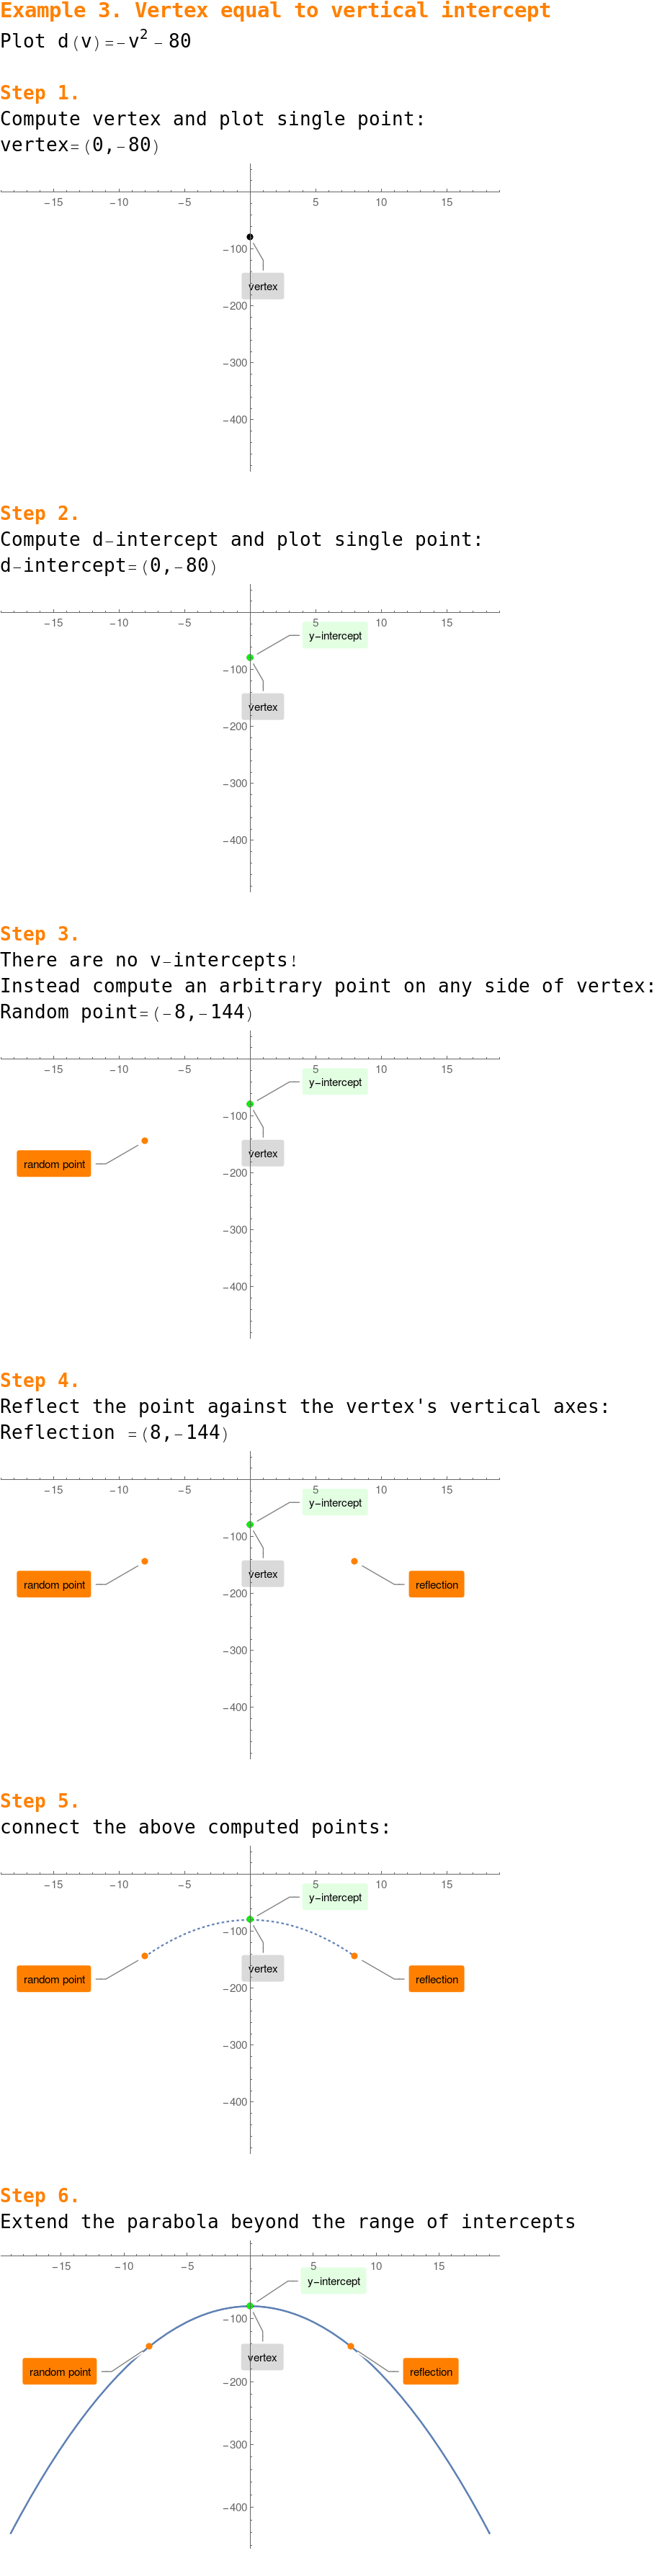 Example 3. Vertex equal to vertical intercept
Plot d(v)=-v² - 80
Step 1.
Compute vertex and plot single point:
vertex=(0,-80)
-15 -10 -5 5 10 15
-100
vertex
-200
-300
-400
Step 2.
Compute d-intercept and plot single point:
d-intercept=(0,-80)
-15 -10 -5 5 10 15
y-intercept
-100
vertex
-200
-300
-400
Step 3.
There are no v-intercepts!
Instead compute an arbitrary point on any side of vertex:
Random point=(-8,-144)
-15 -10 -5 5 10 15
y-intercept
-100
vertex
random point
-200
-300
-400
Step 4.
Reflect the point against the vertex's vertical axes:
Reflection =(8,-144)
-15 -10 -5 5 10 15
y-intercept
-100
vertex
random point reflection
-200
-300
-400
Step 5.
connect the above computed points:
-15 -10 -5 5 10 15
y-intercept
-100
vertex
random point reflection
-200
-300
-400
Step 6.
Extend the parabola beyond the range of intercepts
-15 -10 -5 5 10 15
y-intercept
-100
vertex
random point reflection
-200
-300
-400